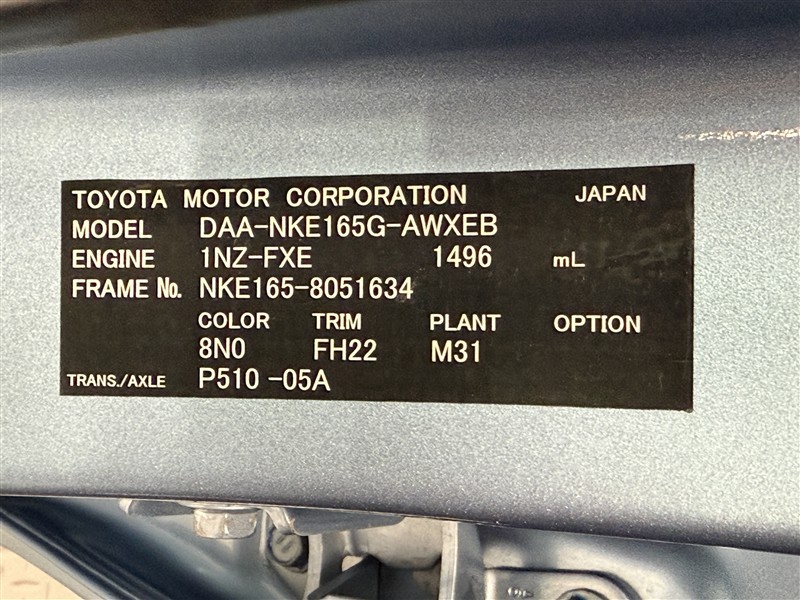 TOYOTA MOTOR CORPORATION JAPAN
MODEL DAA-NKE165G-AWXEB
ENGINE 1NZ-FXE 1496 mL
FRAME No. NKE165-8051634
COLOR TRIM PLANT OPTION
8N0 FH22 M31
TRANS./AXLE P510 -05A